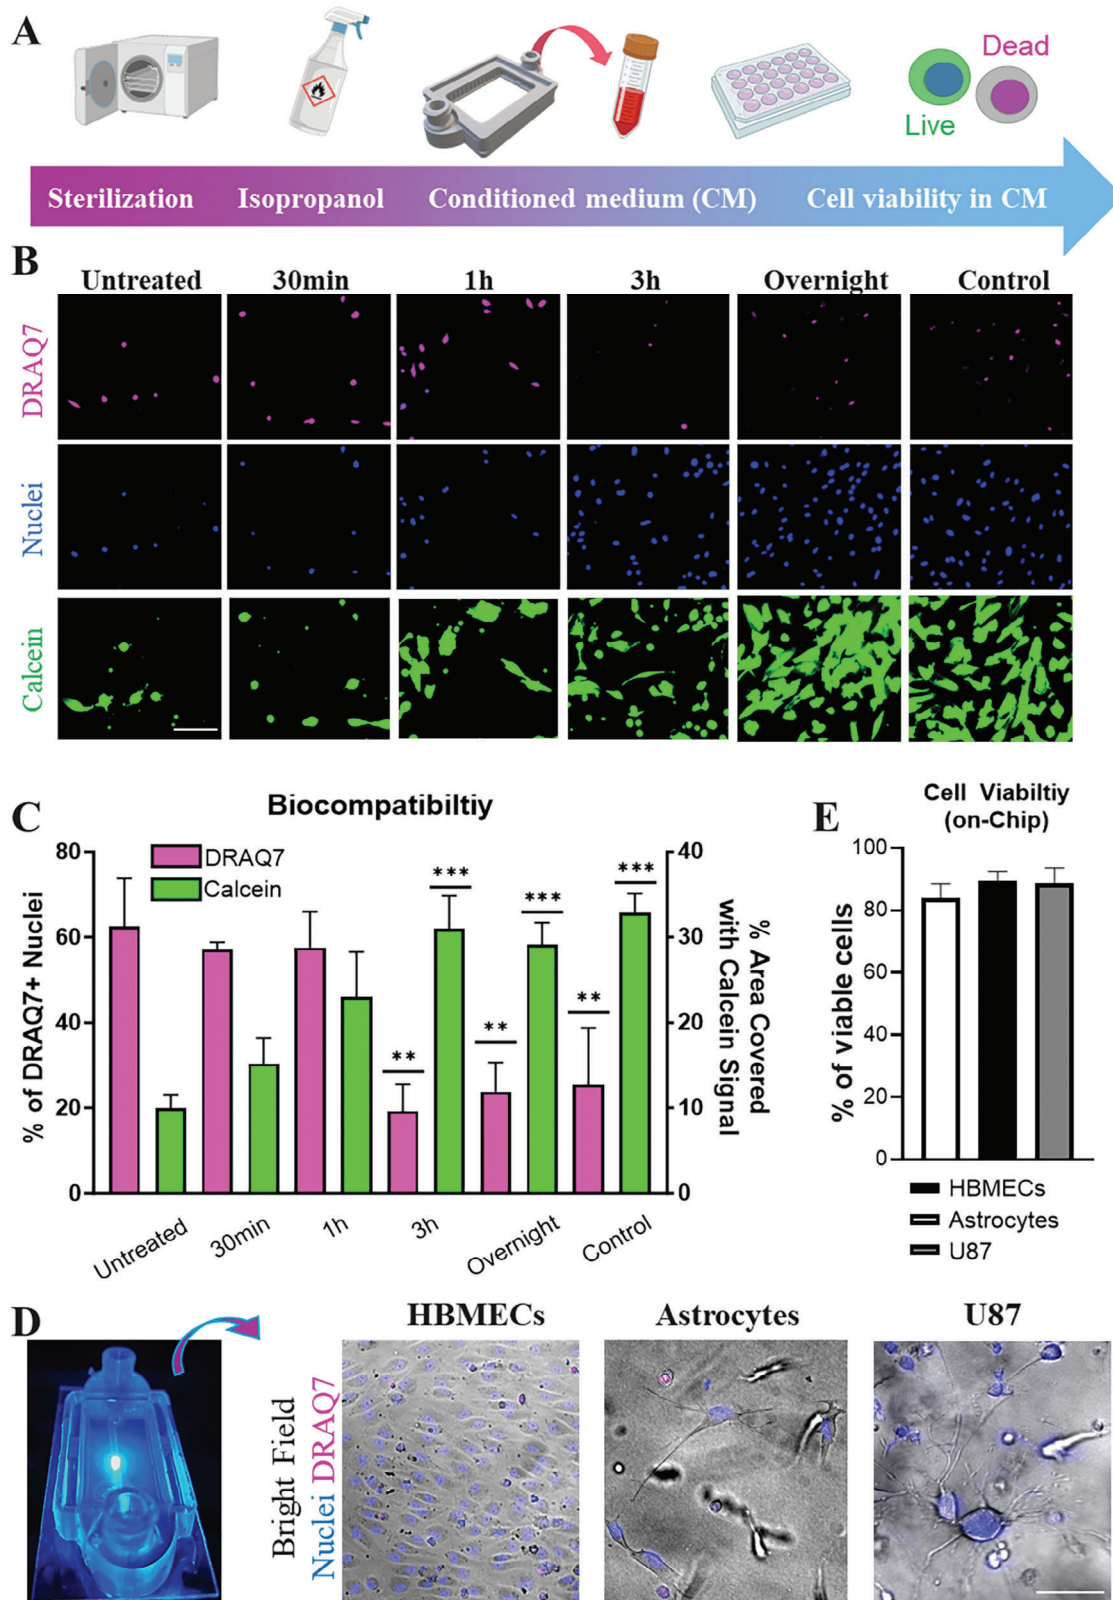 A
Dead
Live
Sterilization Isopropanol Conditioned medium (CM) Cell viability in CM
B
Untreated 30min 1h 3h Overnight Control
DRAQ7
Nuclei
Calcein
C
Biocompatibiltiy
80 40
60 30
40 20
20 10
0 0
% of DRAQ7+ Nuclei
DRAQ7
Calcein
*** *** ***
** ** **
% Area Covered
with Calcein Signal
Untreated 30min 1h 3h Overnight Control
E
Cell Viabiltiy
(on-Chip)
% of viable cells
100
80
60
40
20
0
HBMECs
Astrocytes
U87
D
HBMECs Astrocytes U87
Bright Field
Nuclei DRAQ7